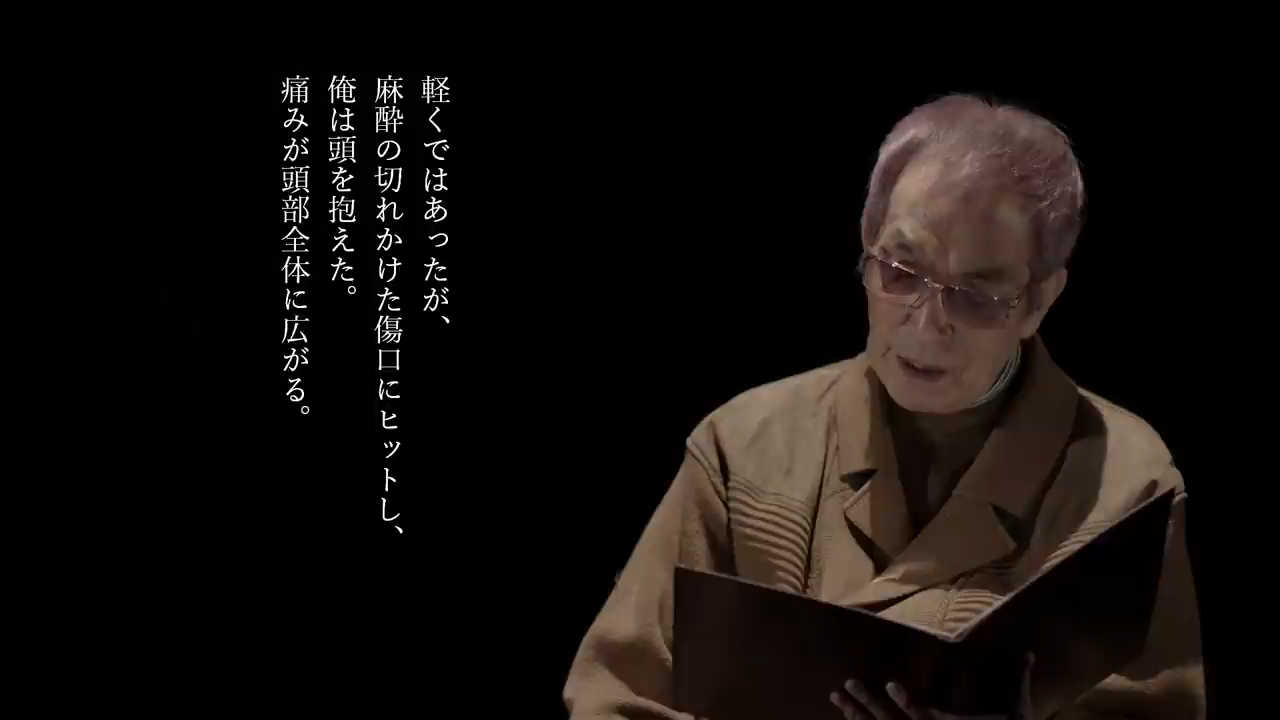 軽くではあったが、
麻酔の切れかけた傷口にヒットし、
俺は頭を抱えた。
痛みが頭部全体に広がる。